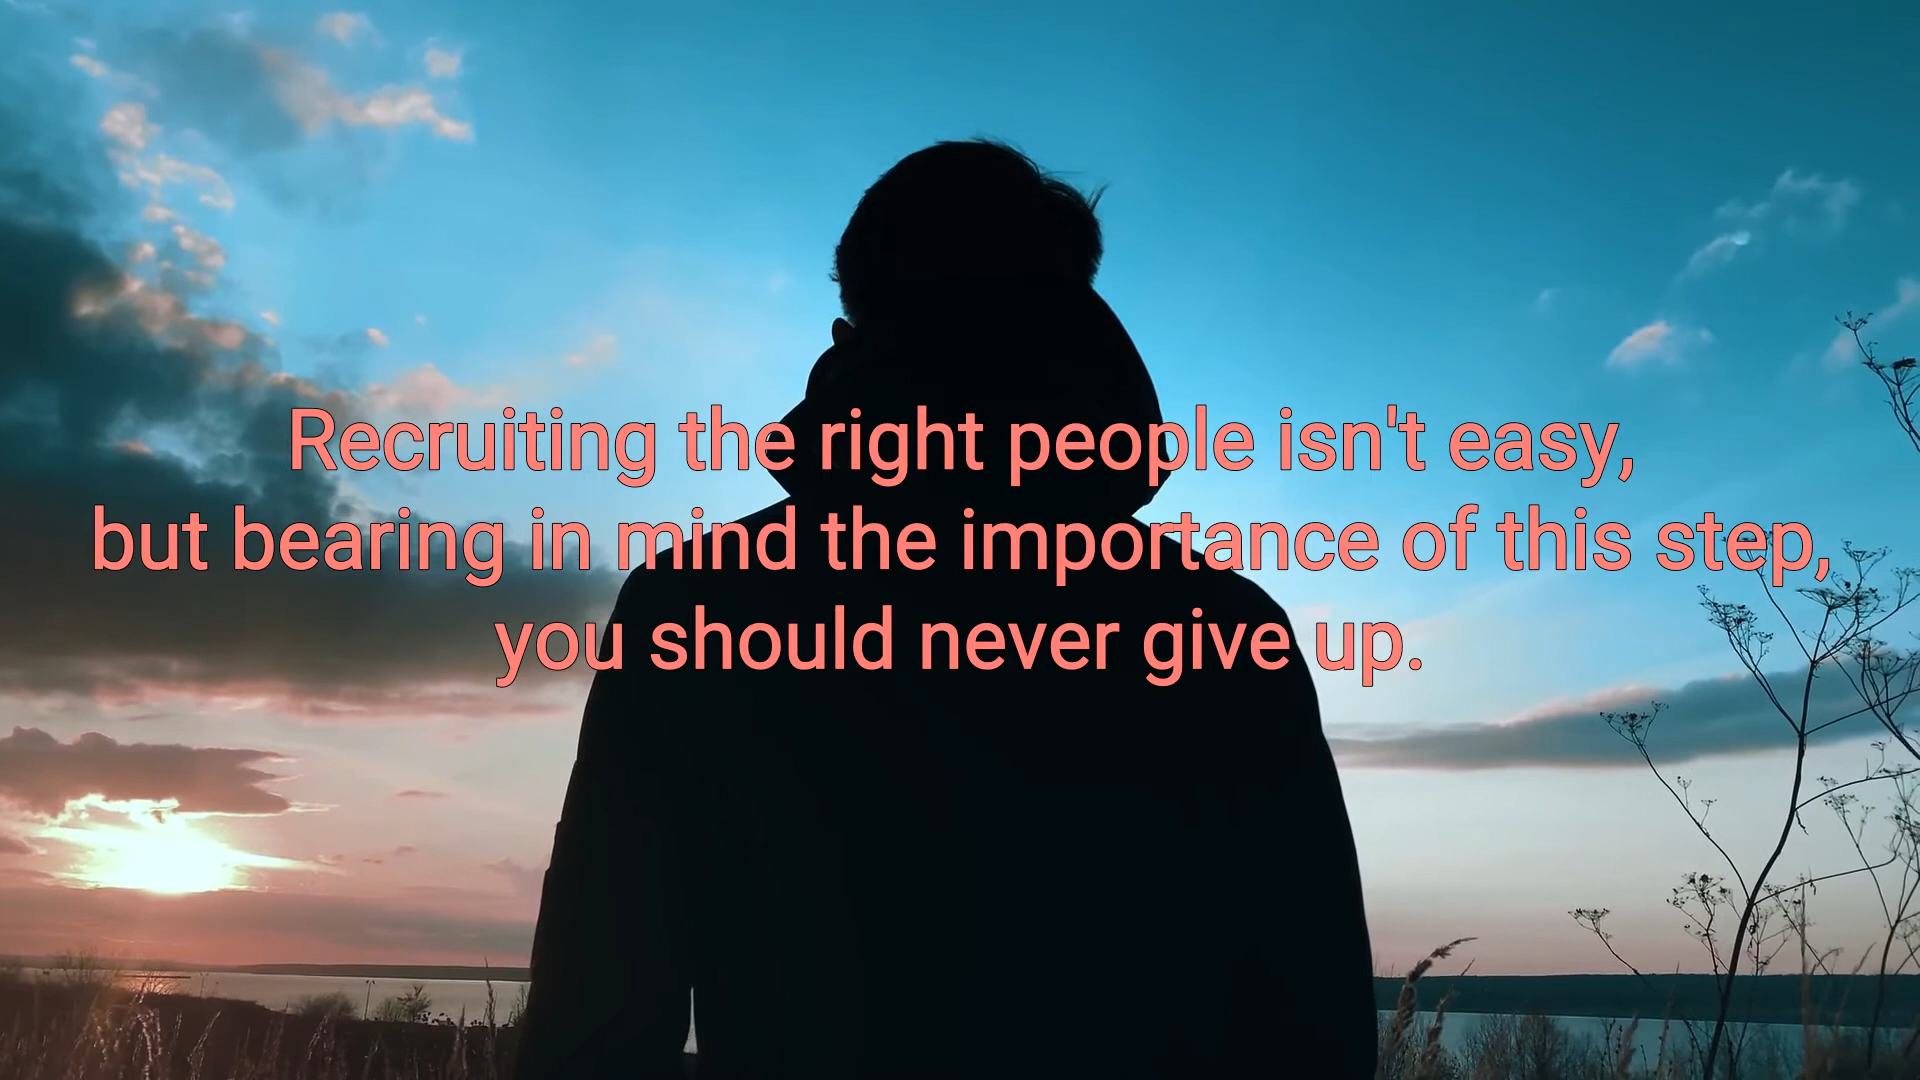 Recruiting the right people isn't easy,
but bearing in mind the importance of this step,
you should never give up.